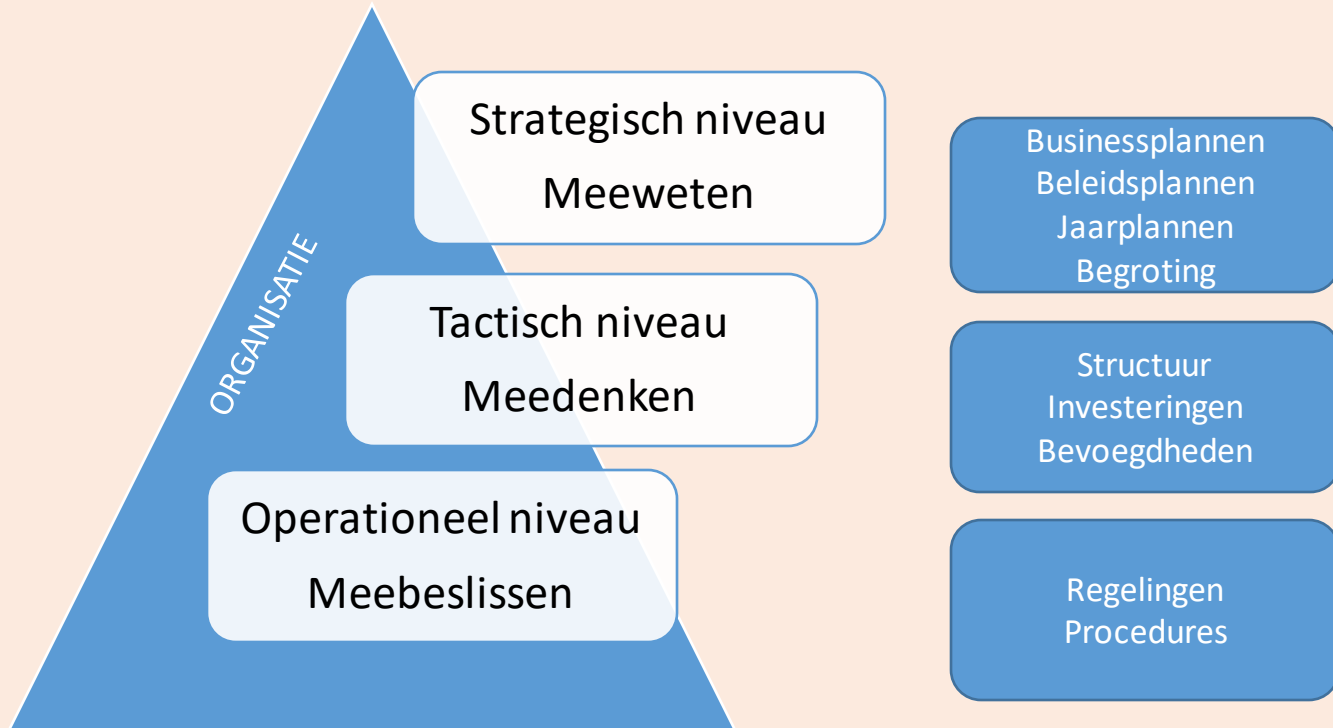 Strategisch niveau
Meeweten
Businessplannen
Beleidsplannen
Jaarplannen
Begroting
ORGANISATIE
Tactisch niveau
Meedenken
Structuur
Investeringen
Bevoegdheden
Operationeel niveau
Meebeslissen
Regelingen
Procedures